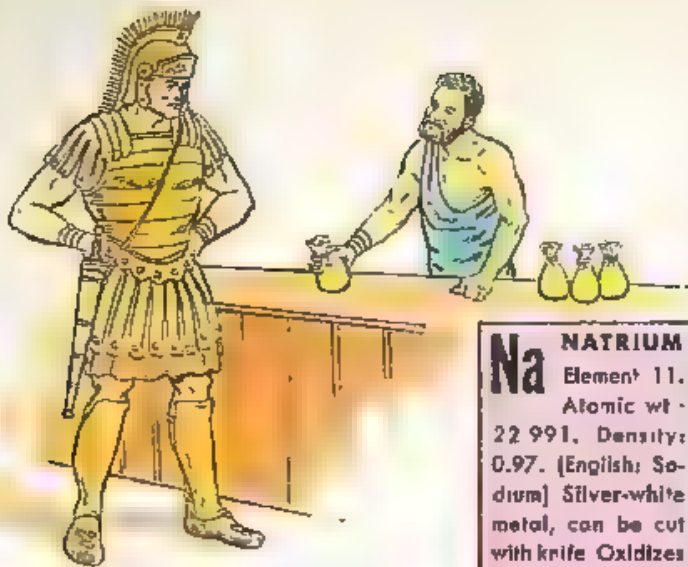 Na NATRIUM
Element 11.
Atomic wt -
22 991. Density:
0.97. (English: So-
dium) Silver-white
metal, can be cut
with knife Oxidizes